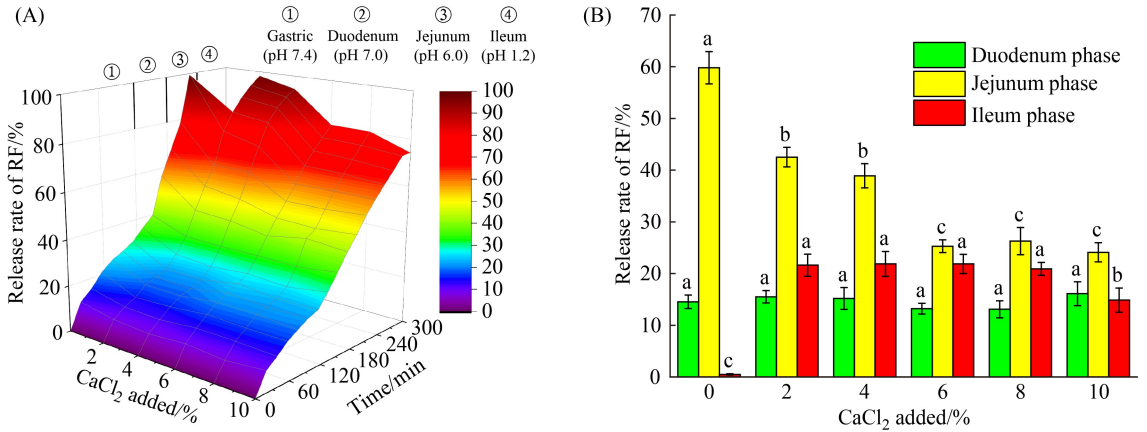 (A)
① ② ③ ④
Gastric Duodenum Jejunum Ileum
(pH 7.4) (pH 7.0) (pH 6.0) (pH 1.2)
① ② ③ ④
Release rate of RF/%
100
80
60
40
20
0
2 4 6 8 10
CaCl₂ added/%
0 60 120 180 240 300
Time/min
100
90
80
70
60
50
40
30
20
10
0
(B)
Release rate of RF/%
70
60
50
40
30
20
10
0
Duodenum phase
Jejunum phase
Ileum phase
a a c
a b a
a b a
a c a
a c a
a c b
0 2 4 6 8 10
CaCl₂ added/%